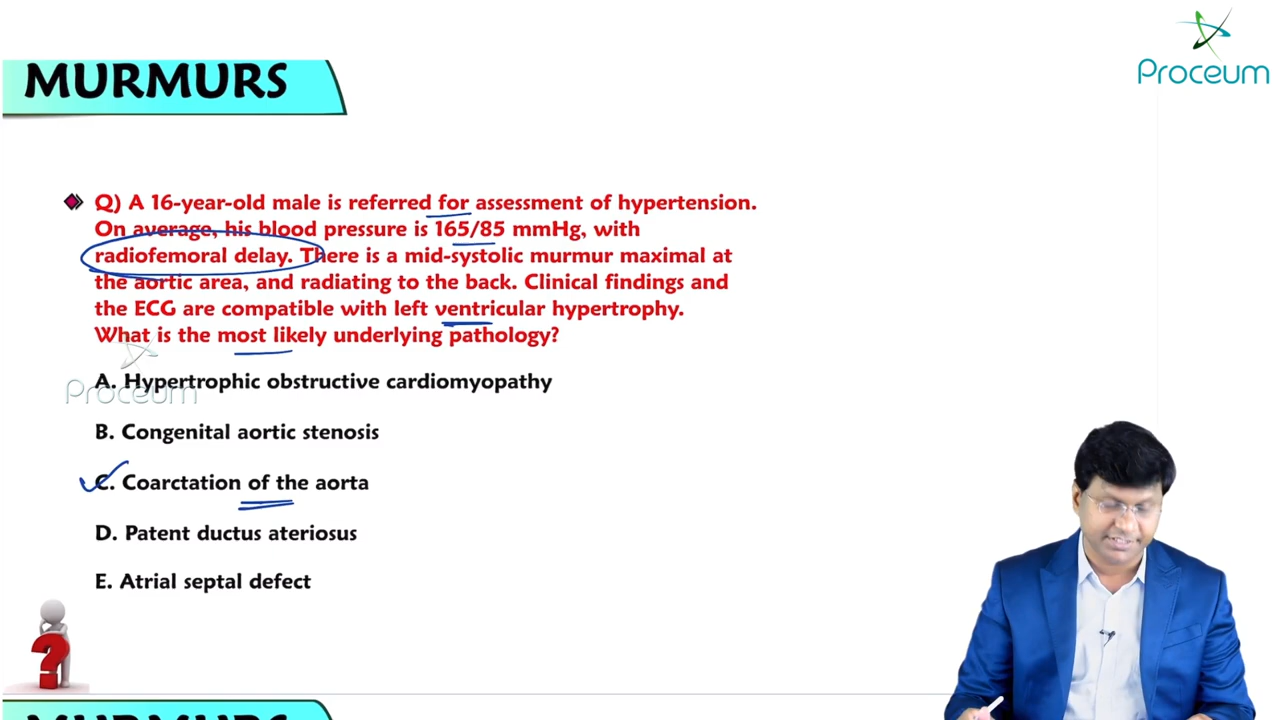 Proceum
MURMURS
Q) A 16-year-old male is referred for assessment of hypertension.
On average, his blood pressure is 165/85 mmHg, with
radiofemoral delay. There is a mid-systolic murmur maximal at
the aortic area, and radiating to the back. Clinical findings and
the ECG are compatible with left ventricular hypertrophy.
What is the most likely underlying pathology?
A. Hypertrophic obstructive cardiomyopathy
Proceum
B. Congenital aortic stenosis
C. Coarctation of the aorta
D. Patent ductus ateriosus
E. Atrial septal defect
MURMURS